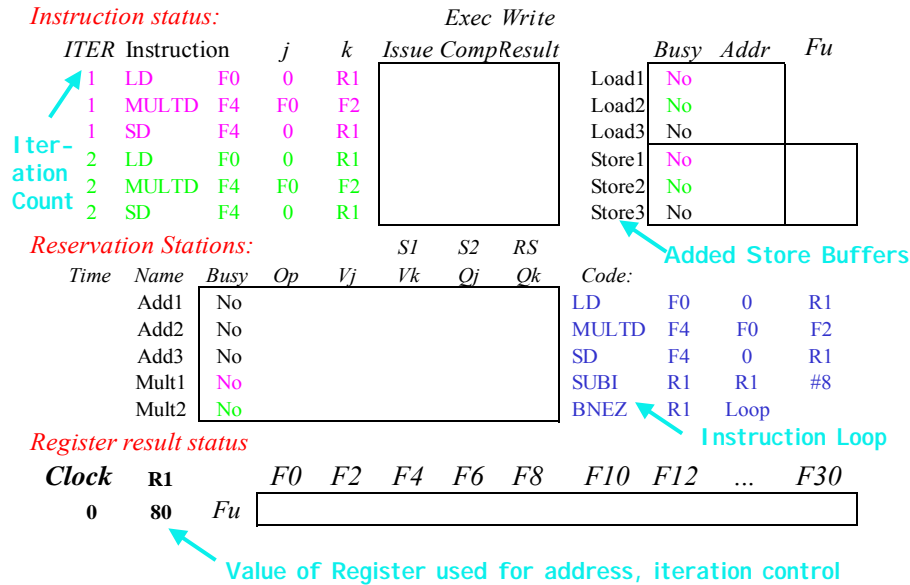 Instruction status: Exec Write
ITER Instruction j k Issue Comp Result Busy Addr Fu
1 LD F0 0 R1 Load1 No
1 MULTD F4 F0 F2 Load2 No
1 SD F4 0 R1 Load3 No
Iter-
ation
Count
2 LD F0 0 R1 Store1 No
2 MULTD F4 F0 F2 Store2 No
2 SD F4 0 R1 Store3 No
Added Store Buffers
Reservation Stations: S1 S2 RS
Time Name Busy Op Vj Vk Qj Qk Code:
Add1 No LD F0 0 R1
Add2 No MULTD F4 F0 F2
Add3 No SD F4 0 R1
Mult1 No SUBI R1 R1 #8
Mult2 No BNEZ R1 Loop
Instruction Loop
Register result status
Clock R1 F0 F2 F4 F6 F8 F10 F12 ... F30
0 80 Fu
Value of Register used for address, iteration control